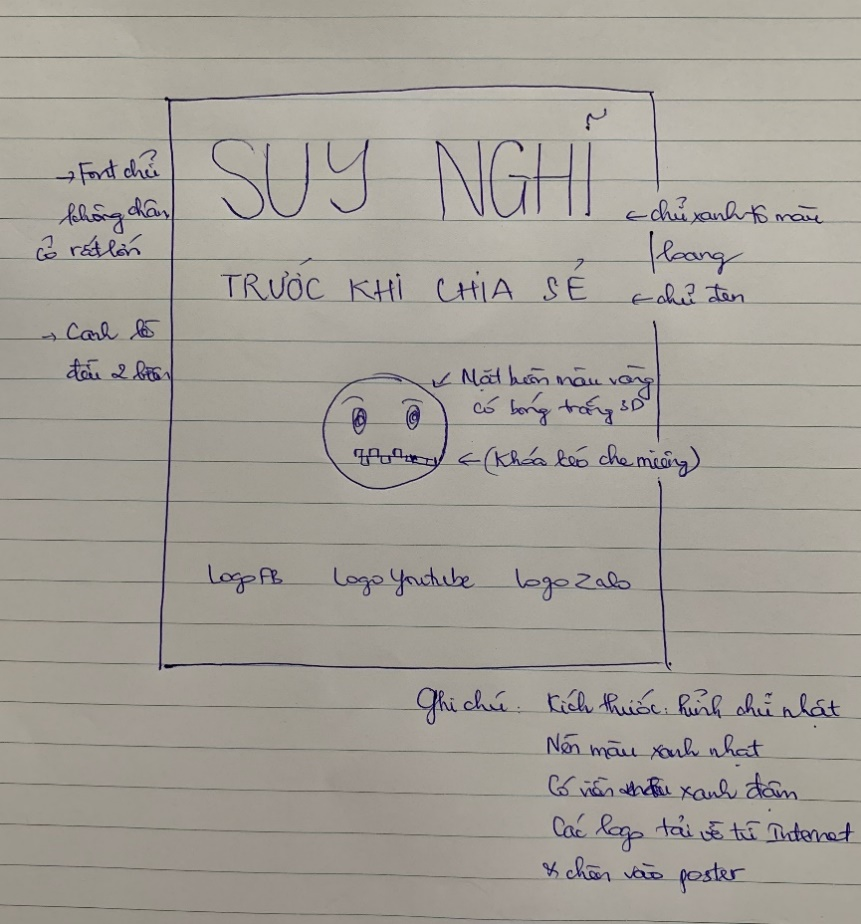 SUY NGHĨ
→ Font chữ
không chân
cỡ rất lớn
← chữ xanh tô màu
loang
TRƯỚC KHI CHIA SẺ
← chữ đen
→ Canh lề
đều 2 bên
Mặt buồn màu vàng
có bóng trắng 3D
← (Khóa kéo che miệng)
Logo FB Logo Youtube Logo Zalo
Ghi chú: Kích thước: hình chữ nhật
Nền màu xanh nhạt
Có viền xanh đậm
Các logo tải về từ Internet
& chèn vào poster